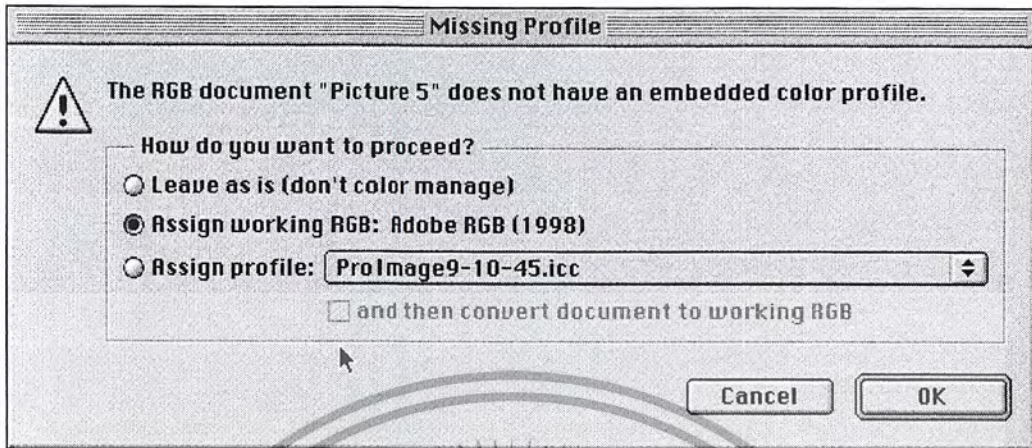 Missing Profile
The RGB document "Picture 5" does not have an embedded color profile.
How do you want to proceed?
Leave as is (don't color manage)
Assign working RGB: Adobe RGB (1998)
Assign profile: ProImage9-10-45.icc
and then convert document to working RGB
Cancel OK